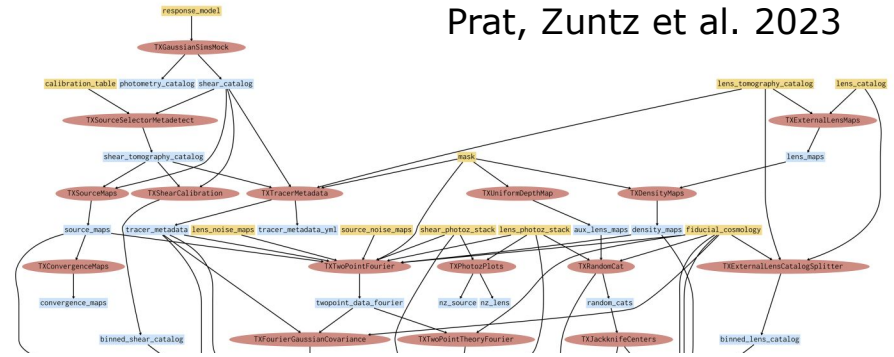 Prat, Zuntz et al. 2023
response_model
TXGaussianSimsMock
calibration_table photometry_catalog shear_catalog lens_tomography_catalog lens_catalog
TXSourceSelectorMetadetect TXExternalLensMaps
shear_tomography_catalog mask lens_maps
TXSourceMaps TXShearCalibration TXTracerMetadata TXUniformDepthMap TXDensityMaps
source_maps tracer_metadata lens_noise_maps tracer_metadata_yml source_noise_maps shear_photoz_stack lens_photoz_stack aux_lens_maps density_maps fiducial_cosmology
TXConvergenceMaps TXTwoPointFourier TXPhotozPlots TXRandomCat TXExternalLensCatalogSplitter
convergence_maps twopoint_data_fourier nz_source nz_lens random_cats
binned_shear_catalog TXFourierGaussianCovariance TXTwoPointTheoryFourier TXJackknifeCenters binned_lens_catalog